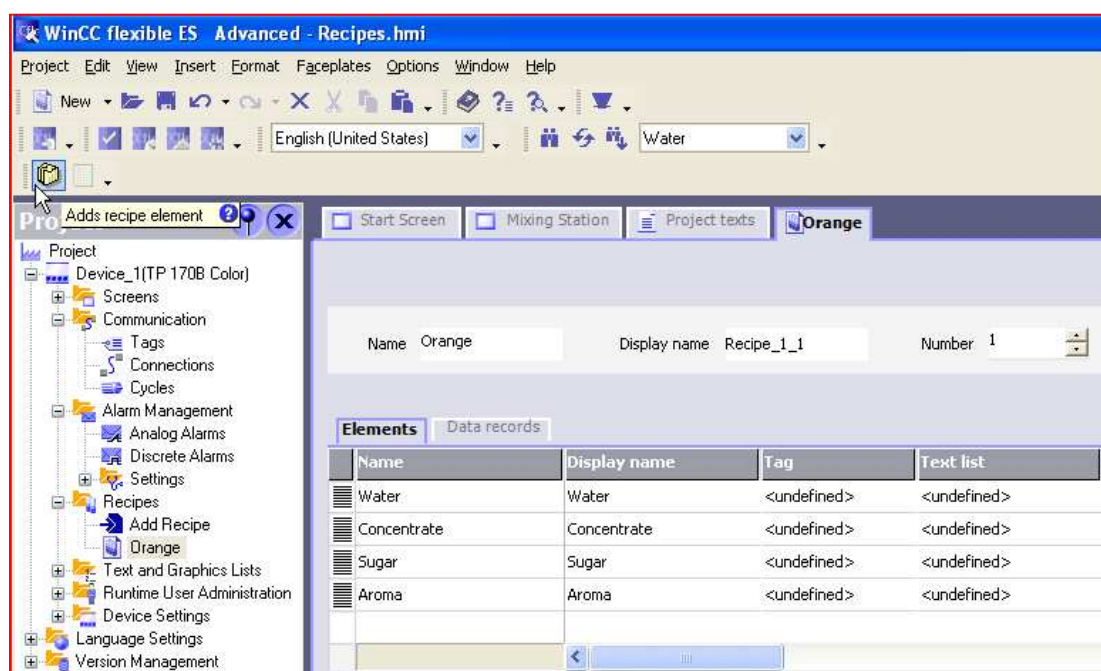 WinCC flexible ES Advanced - Recipes.hmi
Project Edit View Insert Format Faceplates Options Window Help
New
English (United States) Water
Adds recipe element
Start Screen Mixing Station Project texts Orange
Project
Device_1(TP 170B Color)
Screens
Communication
Tags
Connections
Cycles
Alarm Management
Analog Alarms
Discrete Alarms
Settings
Recipes
Add Recipe
Orange
Text and Graphics Lists
Runtime User Administration
Device Settings
Language Settings
Version Management
Name Orange Display name Recipe_1_1 Number 1
Elements Data records
Name Display name Tag Text list
Water Water <undefined> <undefined>
Concentrate Concentrate <undefined> <undefined>
Sugar Sugar <undefined> <undefined>
Aroma Aroma <undefined> <undefined>